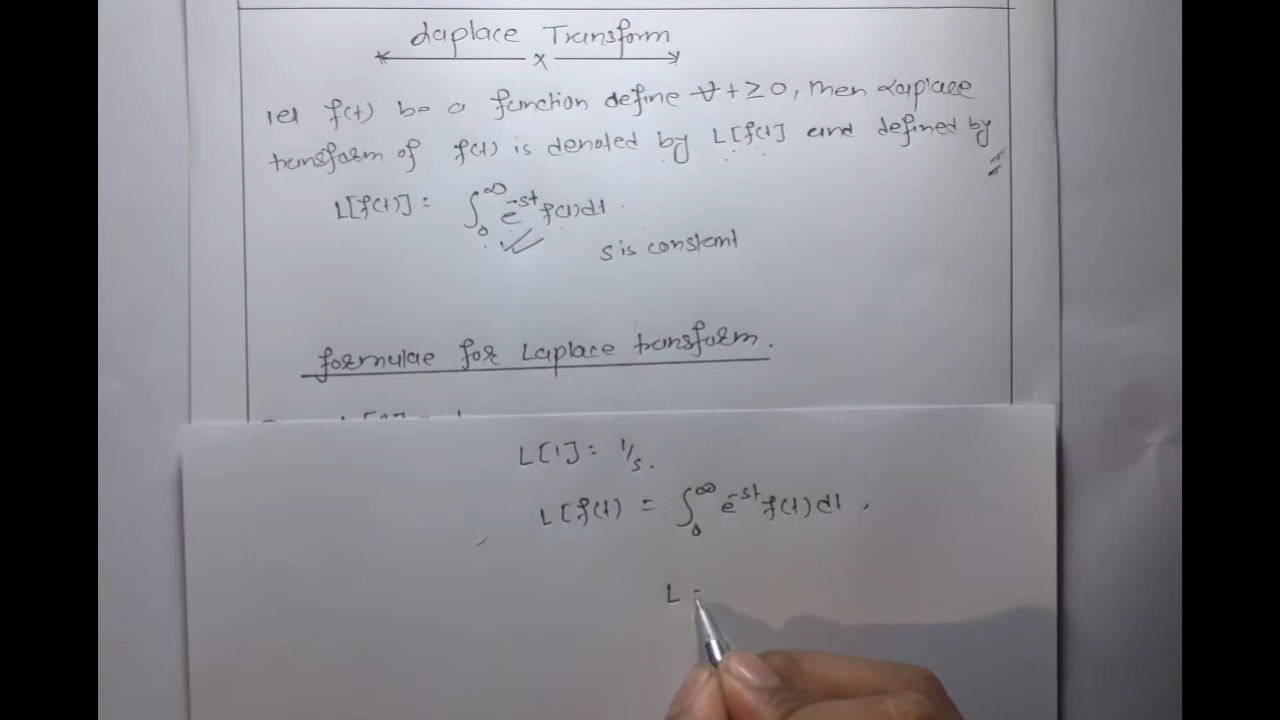 Laplace Transform
let f(t) be a function define ∀ t ≥ 0, then Laplace
transform of f(t) is denoted by L[f(t)] and defined by
L[f(t)] = ∫₀^∞ e^-st f(t)dt.
s is constant
formulae for Laplace transform.
L[1] = 1/s.
L[f(t) = ∫₀^∞ e^-st f(t) dt.
L